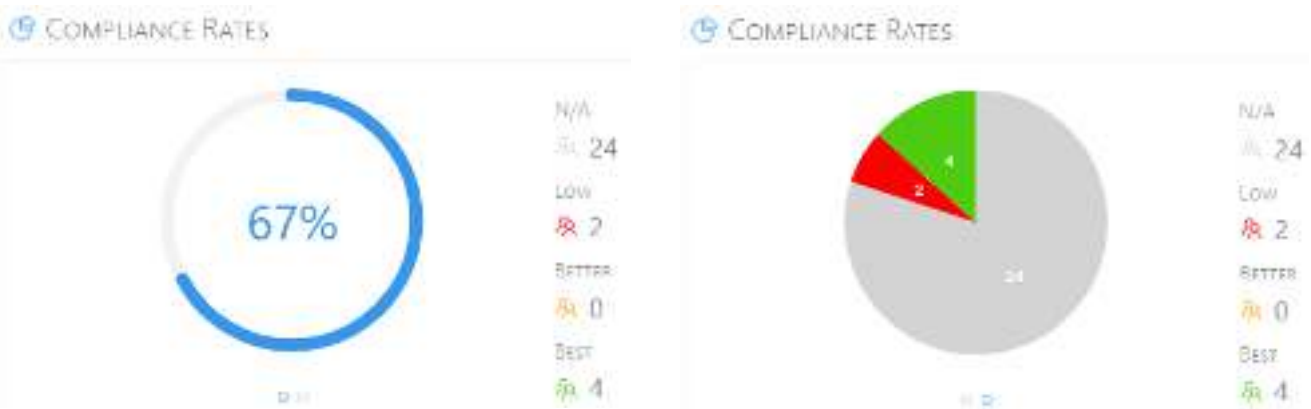 COMPLIANCE RATES
67%
N/A
24
LOW
2
BETTER
0
BEST
4
COMPLIANCE RATES
4
2
24
N/A
24
LOW
2
BETTER
0
BEST
4